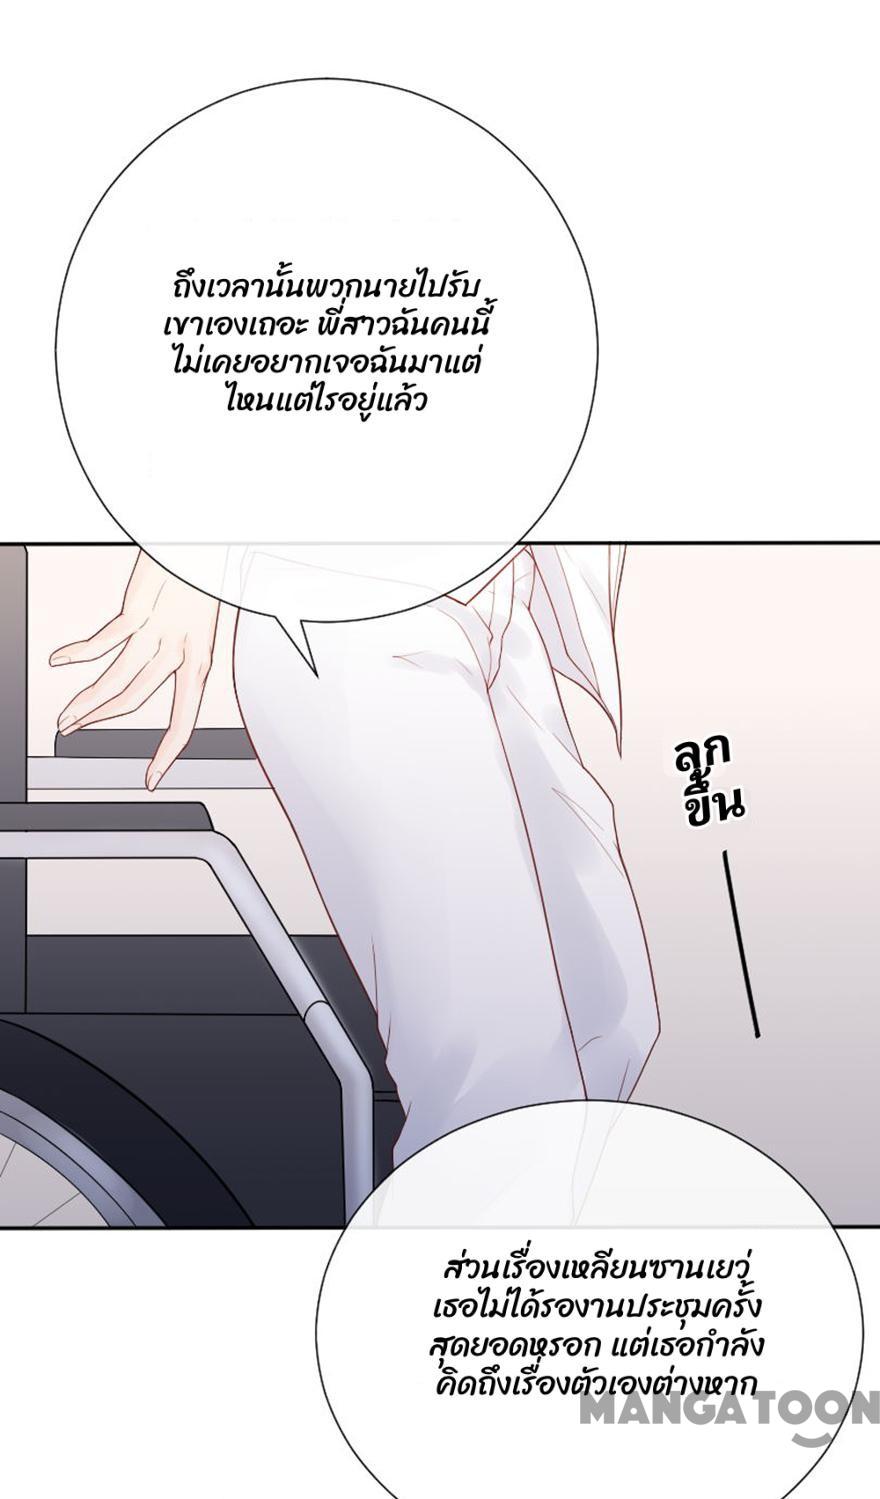 ถึงเวลานั้นพวกนายไปรับ
เขาเองเถอะ พี่สาวฉันคนนี้
ไม่เคยอยากเจอฉันมาแต่
ไหนแต่ไรอยู่แล้ว
ลุก
ขึ้น
ส่วนเรื่องเหลียนซานเยว่
เธอไม่ได้รองานประชุมครั้ง
สุดยอดหรอก แต่เธอกำลัง
คิดถึงเรื่องตัวเองต่างหาก
MANGATOON